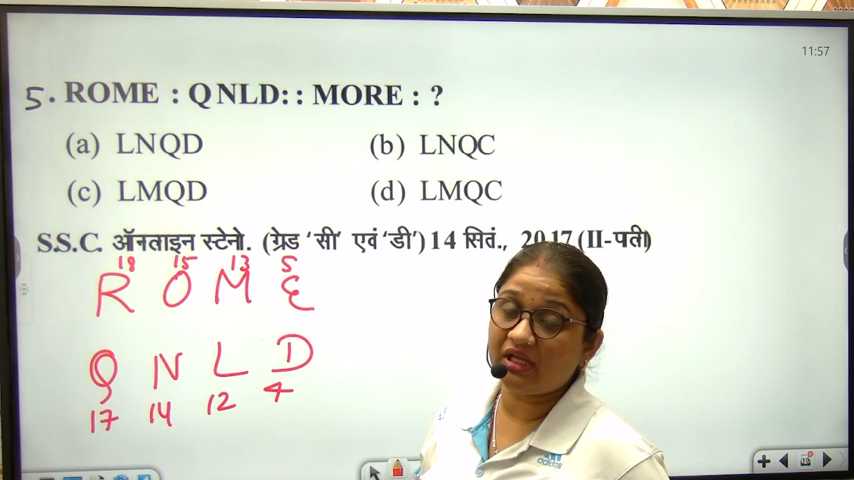 11:57
5. ROME : QNLD:: MORE : ?
(a) LNQD (b) LNQC
(c) LMQD (d) LMQC
S.S.C. ऑनलाइन स्टेनो. (ग्रेड 'सी' एवं 'डी') 14 सितं., 2017 (II-पाली)
18 15 13 5
R O M E
Q N L D
17 14 12 4
adidas